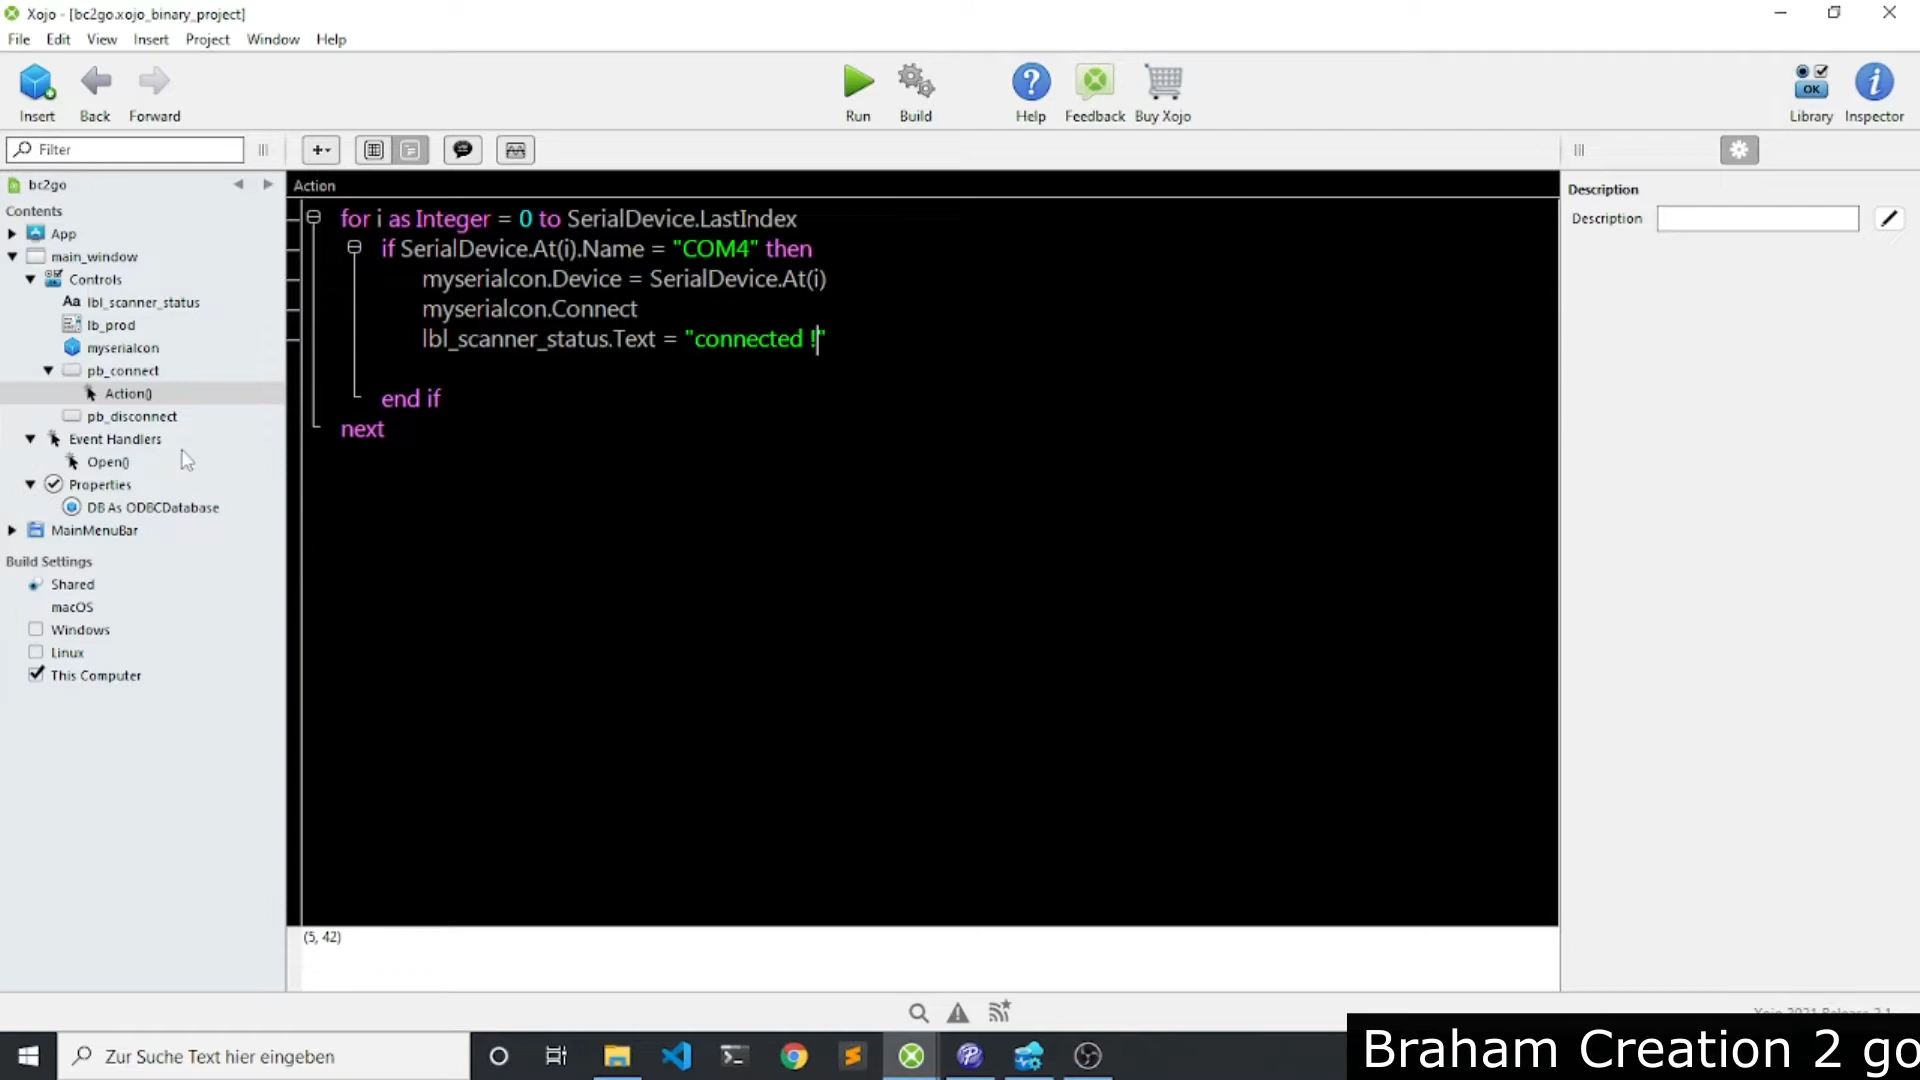 Xojo - [bc2go.xojo_binary_project]
File Edit View Insert Project Window Help
Insert Back Forward Run Build Help Feedback Buy Xojo OK Library Inspector
Filter
bc2go
Contents
App
main_window
Controls
Aa lbl_scanner_status
lb_prod
myserialcon
pb_connect
Action()
pb_disconnect
Event Handlers
Open()
Properties
DB As ODBCDatabase
MainMenuBar
Build Settings
Shared
macOS
Windows
Linux
This Computer
Action
for i as Integer = 0 to SerialDevice.LastIndex
if SerialDevice.At(i).Name = "COM4" then
myserialcon.Device = SerialDevice.At(i)
myserialcon.Connect
lbl_scanner_status.Text = "connected !"
end if
next
(5, 42)
Description
Description
Zur Suche Text hier eingeben
Braham Creation 2 go